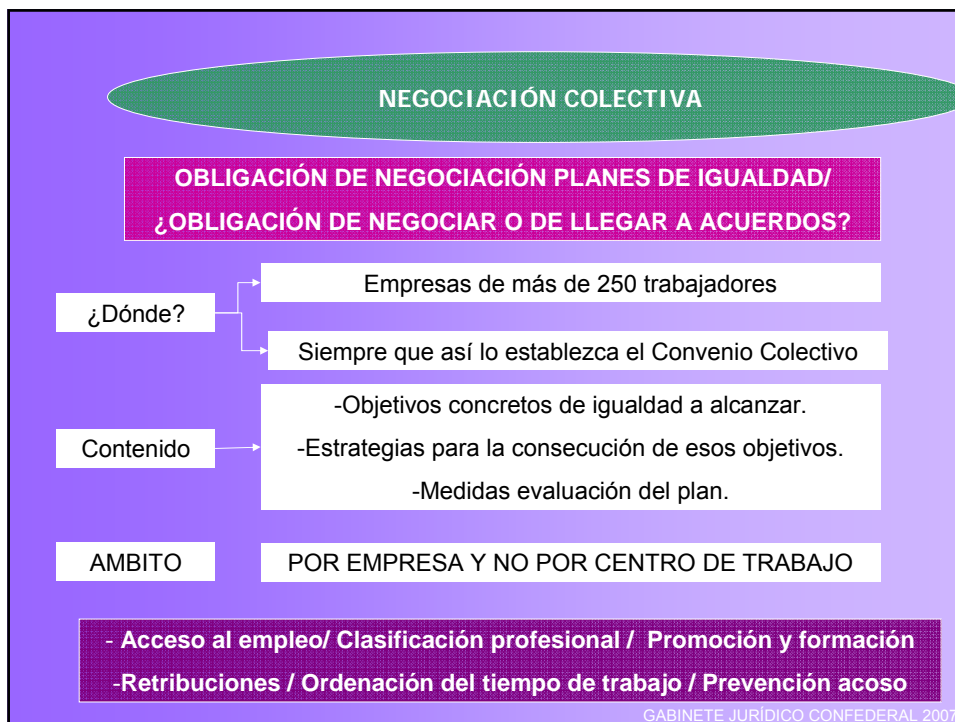 NEGOCIACIÓN COLECTIVA
OBLIGACIÓN DE NEGOCIACIÓN PLANES DE IGUALDAD/
¿OBLIGACIÓN DE NEGOCIAR O DE LLEGAR A ACUERDOS?
¿Dónde?
Empresas de más de 250 trabajadores
Siempre que así lo establezca el Convenio Colectivo
Contenido
-Objetivos concretos de igualdad a alcanzar.
-Estrategias para la consecución de esos objetivos.
-Medidas evaluación del plan.
AMBITO
POR EMPRESA Y NO POR CENTRO DE TRABAJO
- Acceso al empleo/ Clasificación profesional / Promoción y formación
-Retribuciones / Ordenación del tiempo de trabajo / Prevención acoso
GABINETE JURÍDICO CONFEDERAL 2007